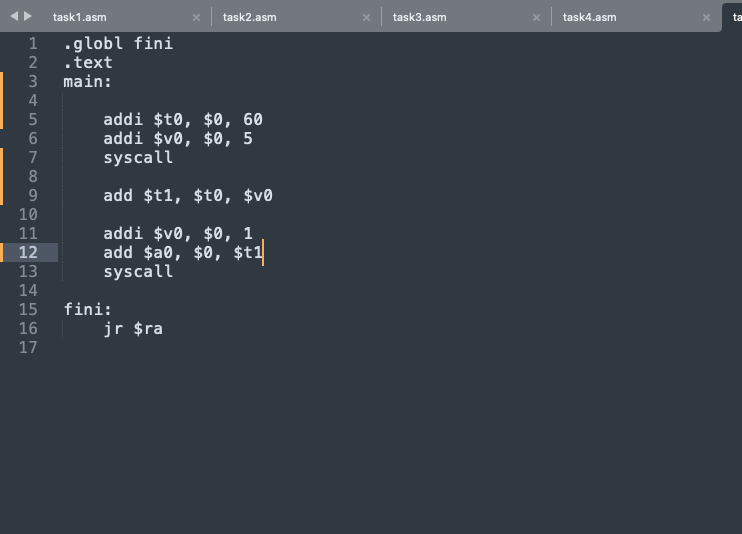 task1.asm × task2.asm × task3.asm × task4.asm × ta
1 .globl fini
2 .text
3 main:
4
5 addi $t0, $0, 60
6 addi $v0, $0, 5
7 syscall
8
9 add $t1, $t0, $v0
10
11 addi $v0, $0, 1
12 add $a0, $0, $t1
13 syscall
14
15 fini:
16 jr $ra
17